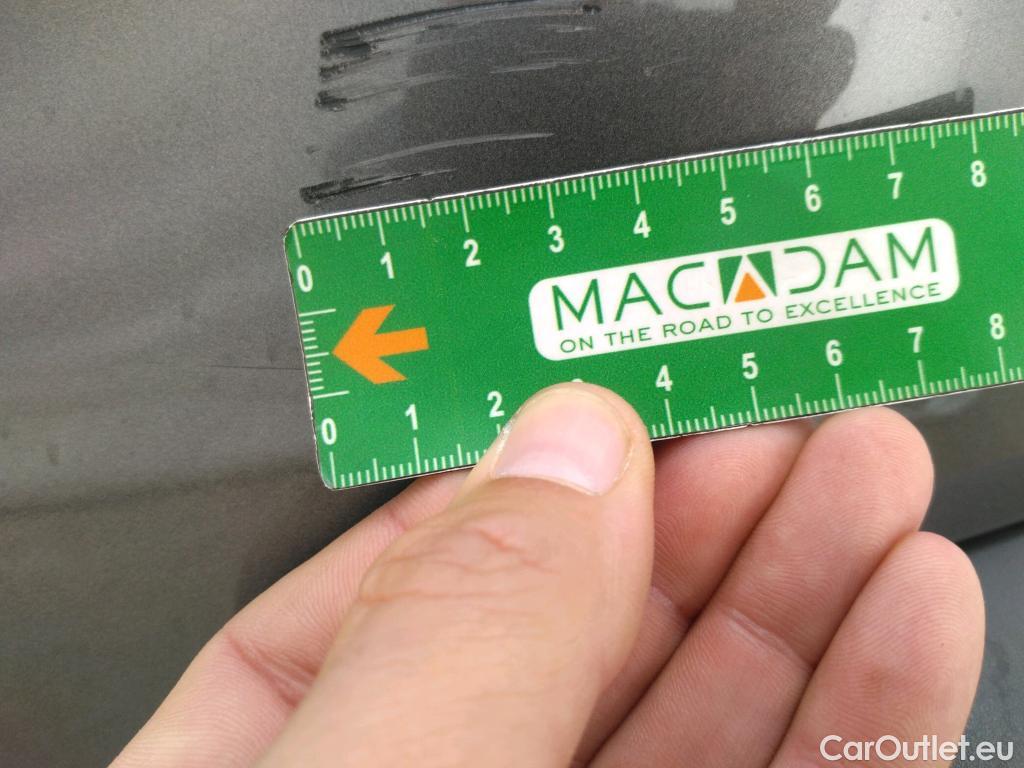 0 1 2 3 4 5 6 7 8
MACADAM
ON THE ROAD TO EXCELLENCE
0 1 2 4 5 6 7 8
CarOutlet.eu